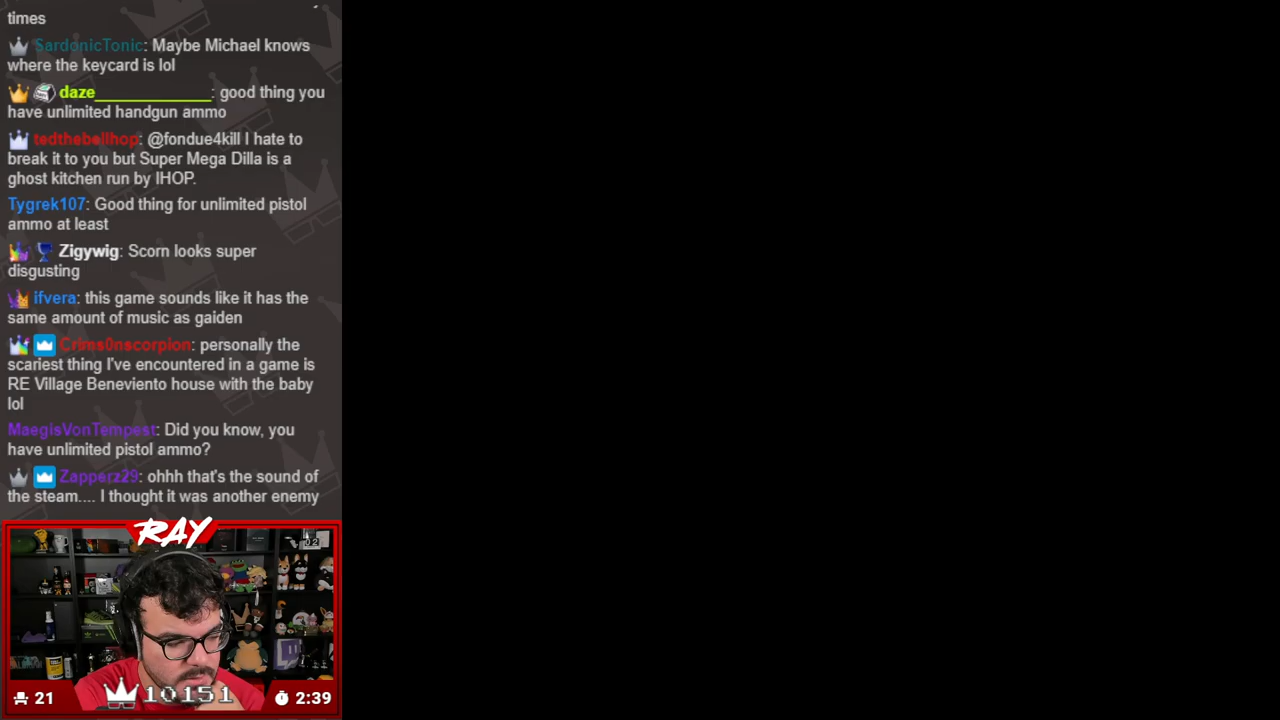 times
SardonicTonic: Maybe Michael knows
where the keycard is lol
daze______________: good thing you
have unlimited handgun ammo
tedthebellhop: @fondue4kill I hate to
break it to you but Super Mega Dilla is a
ghost kitchen run by IHOP.
Tygrek107: Good thing for unlimited pistol
ammo at least
Zigywig: Scorn looks super
disgusting
ifvera: this game sounds like it has the
same amount of music as gaiden
Crims0nscorpion: personally the
scariest thing I've encountered in a game is
RE Village Beneviento house with the baby
lol
MaegisVonTempest: Did you know, you
have unlimited pistol ammo?
Zapperz29: ohhh that's the sound of
the steam.... I thought it was another enemy
RAY
21
10151
2:39